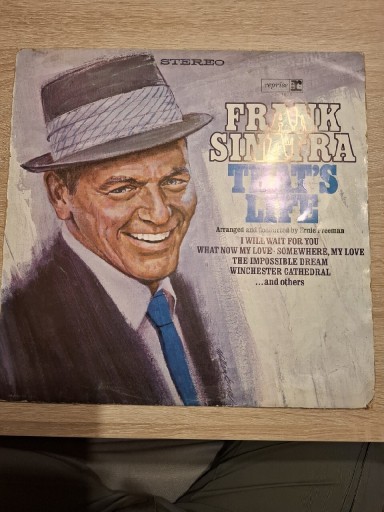 STEREO
reprise
FRANK
SINATRA
THAT'S
LIFE
Arranged and conducted by Ernie Freeman
I WILL WAIT FOR YOU
WHAT NOW MY LOVE · SOMEWHERE, MY LOVE
THE IMPOSSIBLE DREAM
WINCHESTER CATHEDRAL
...and others